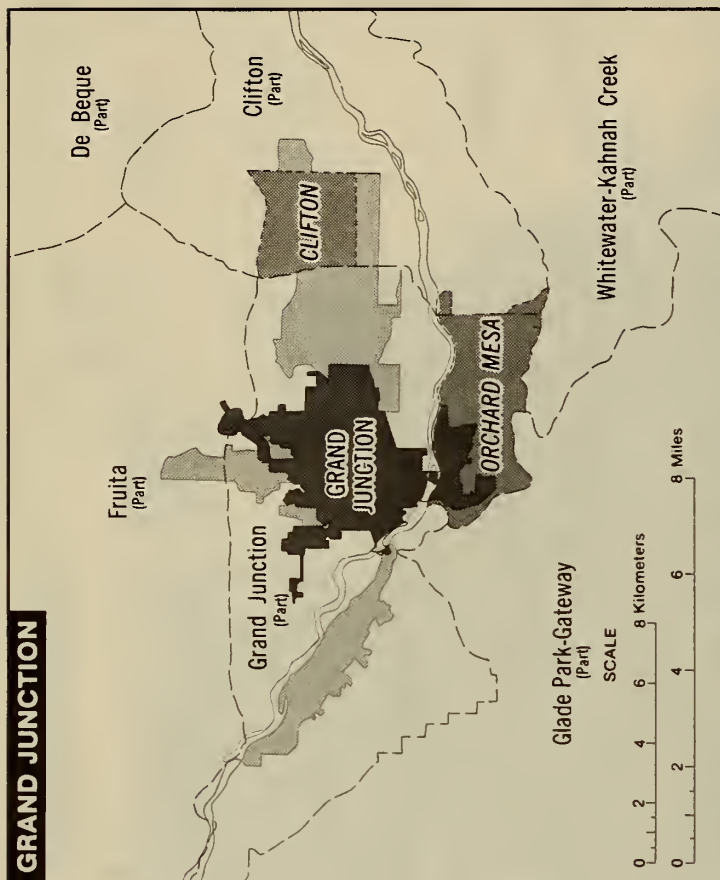 GRAND JUNCTION
De Beque
(Part)
Fruita
(Part)
Clifton
(Part)
CLIFTON
Grand Junction
(Part)
GRAND
JUNCTION
ORCHARD MESA
Whitewater-Kahnah Creek
(Part)
Glade Park-Gateway
(Part)
SCALE
0 2 4 6 8 Kilometers
0 2 4 6 8 Miles